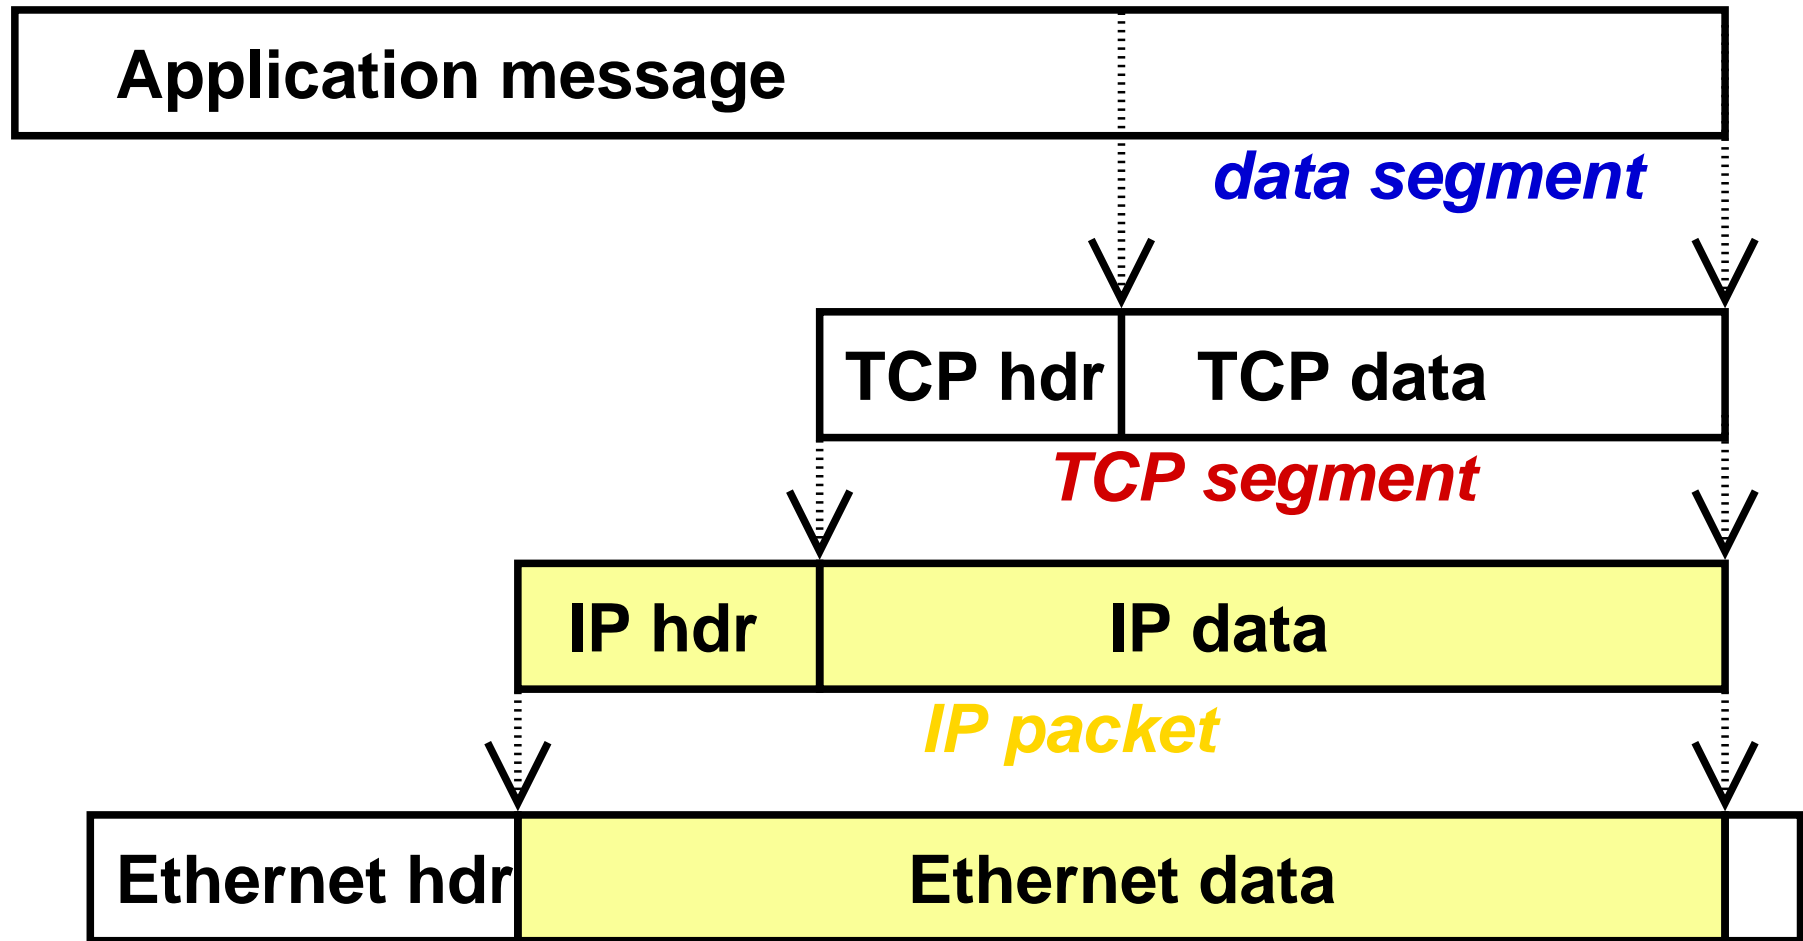 Application message
data segment
TCP hdr TCP data
TCP segment
IP hdr IP data
IP packet
Ethernet hdr Ethernet data